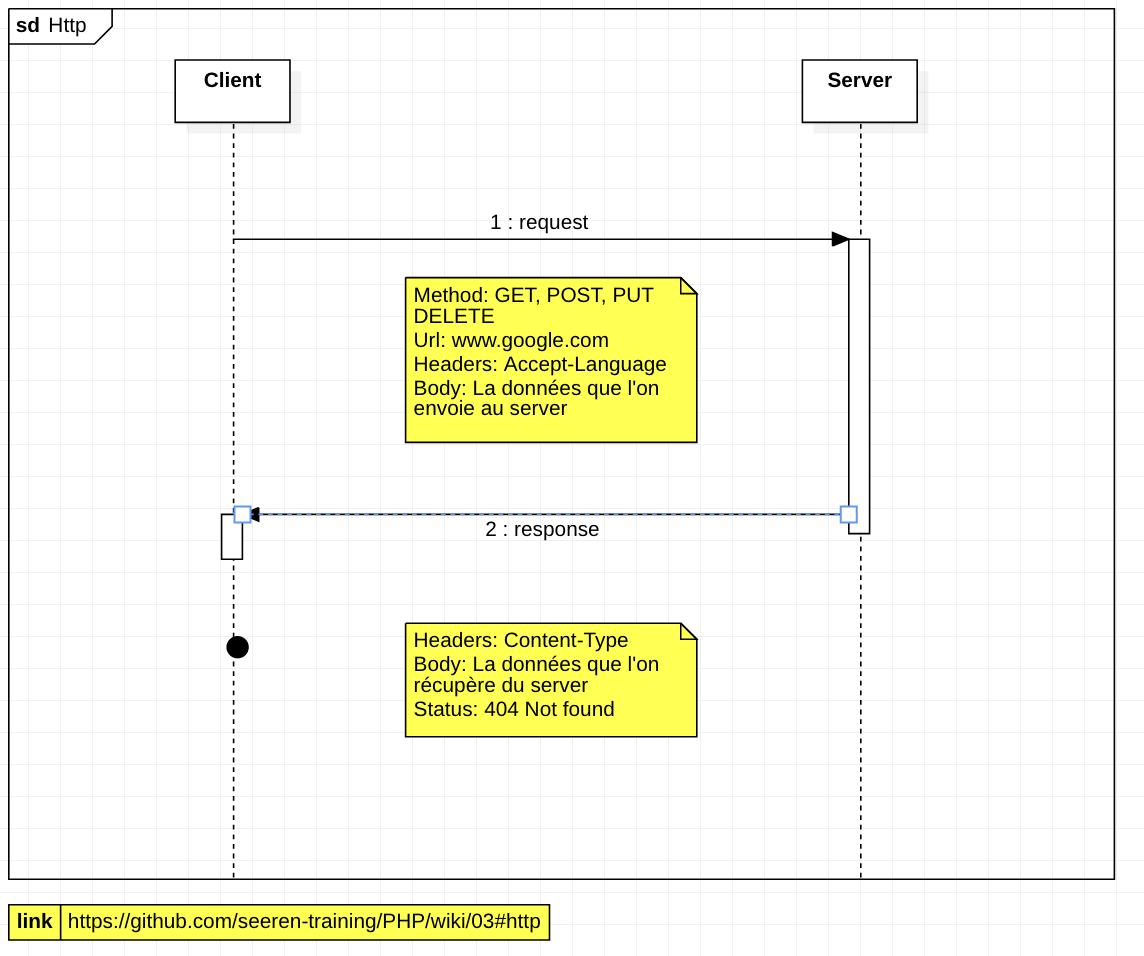 sd Http
Client
Server
1 : request
Method: GET, POST, PUT
DELETE
Url: www.google.com
Headers: Accept-Language
Body: La données que l'on
envoie au server
2 : response
Headers: Content-Type
Body: La données que l'on
récupère du server
Status: 404 Not found
link https://github.com/seeren-training/PHP/wiki/03#http